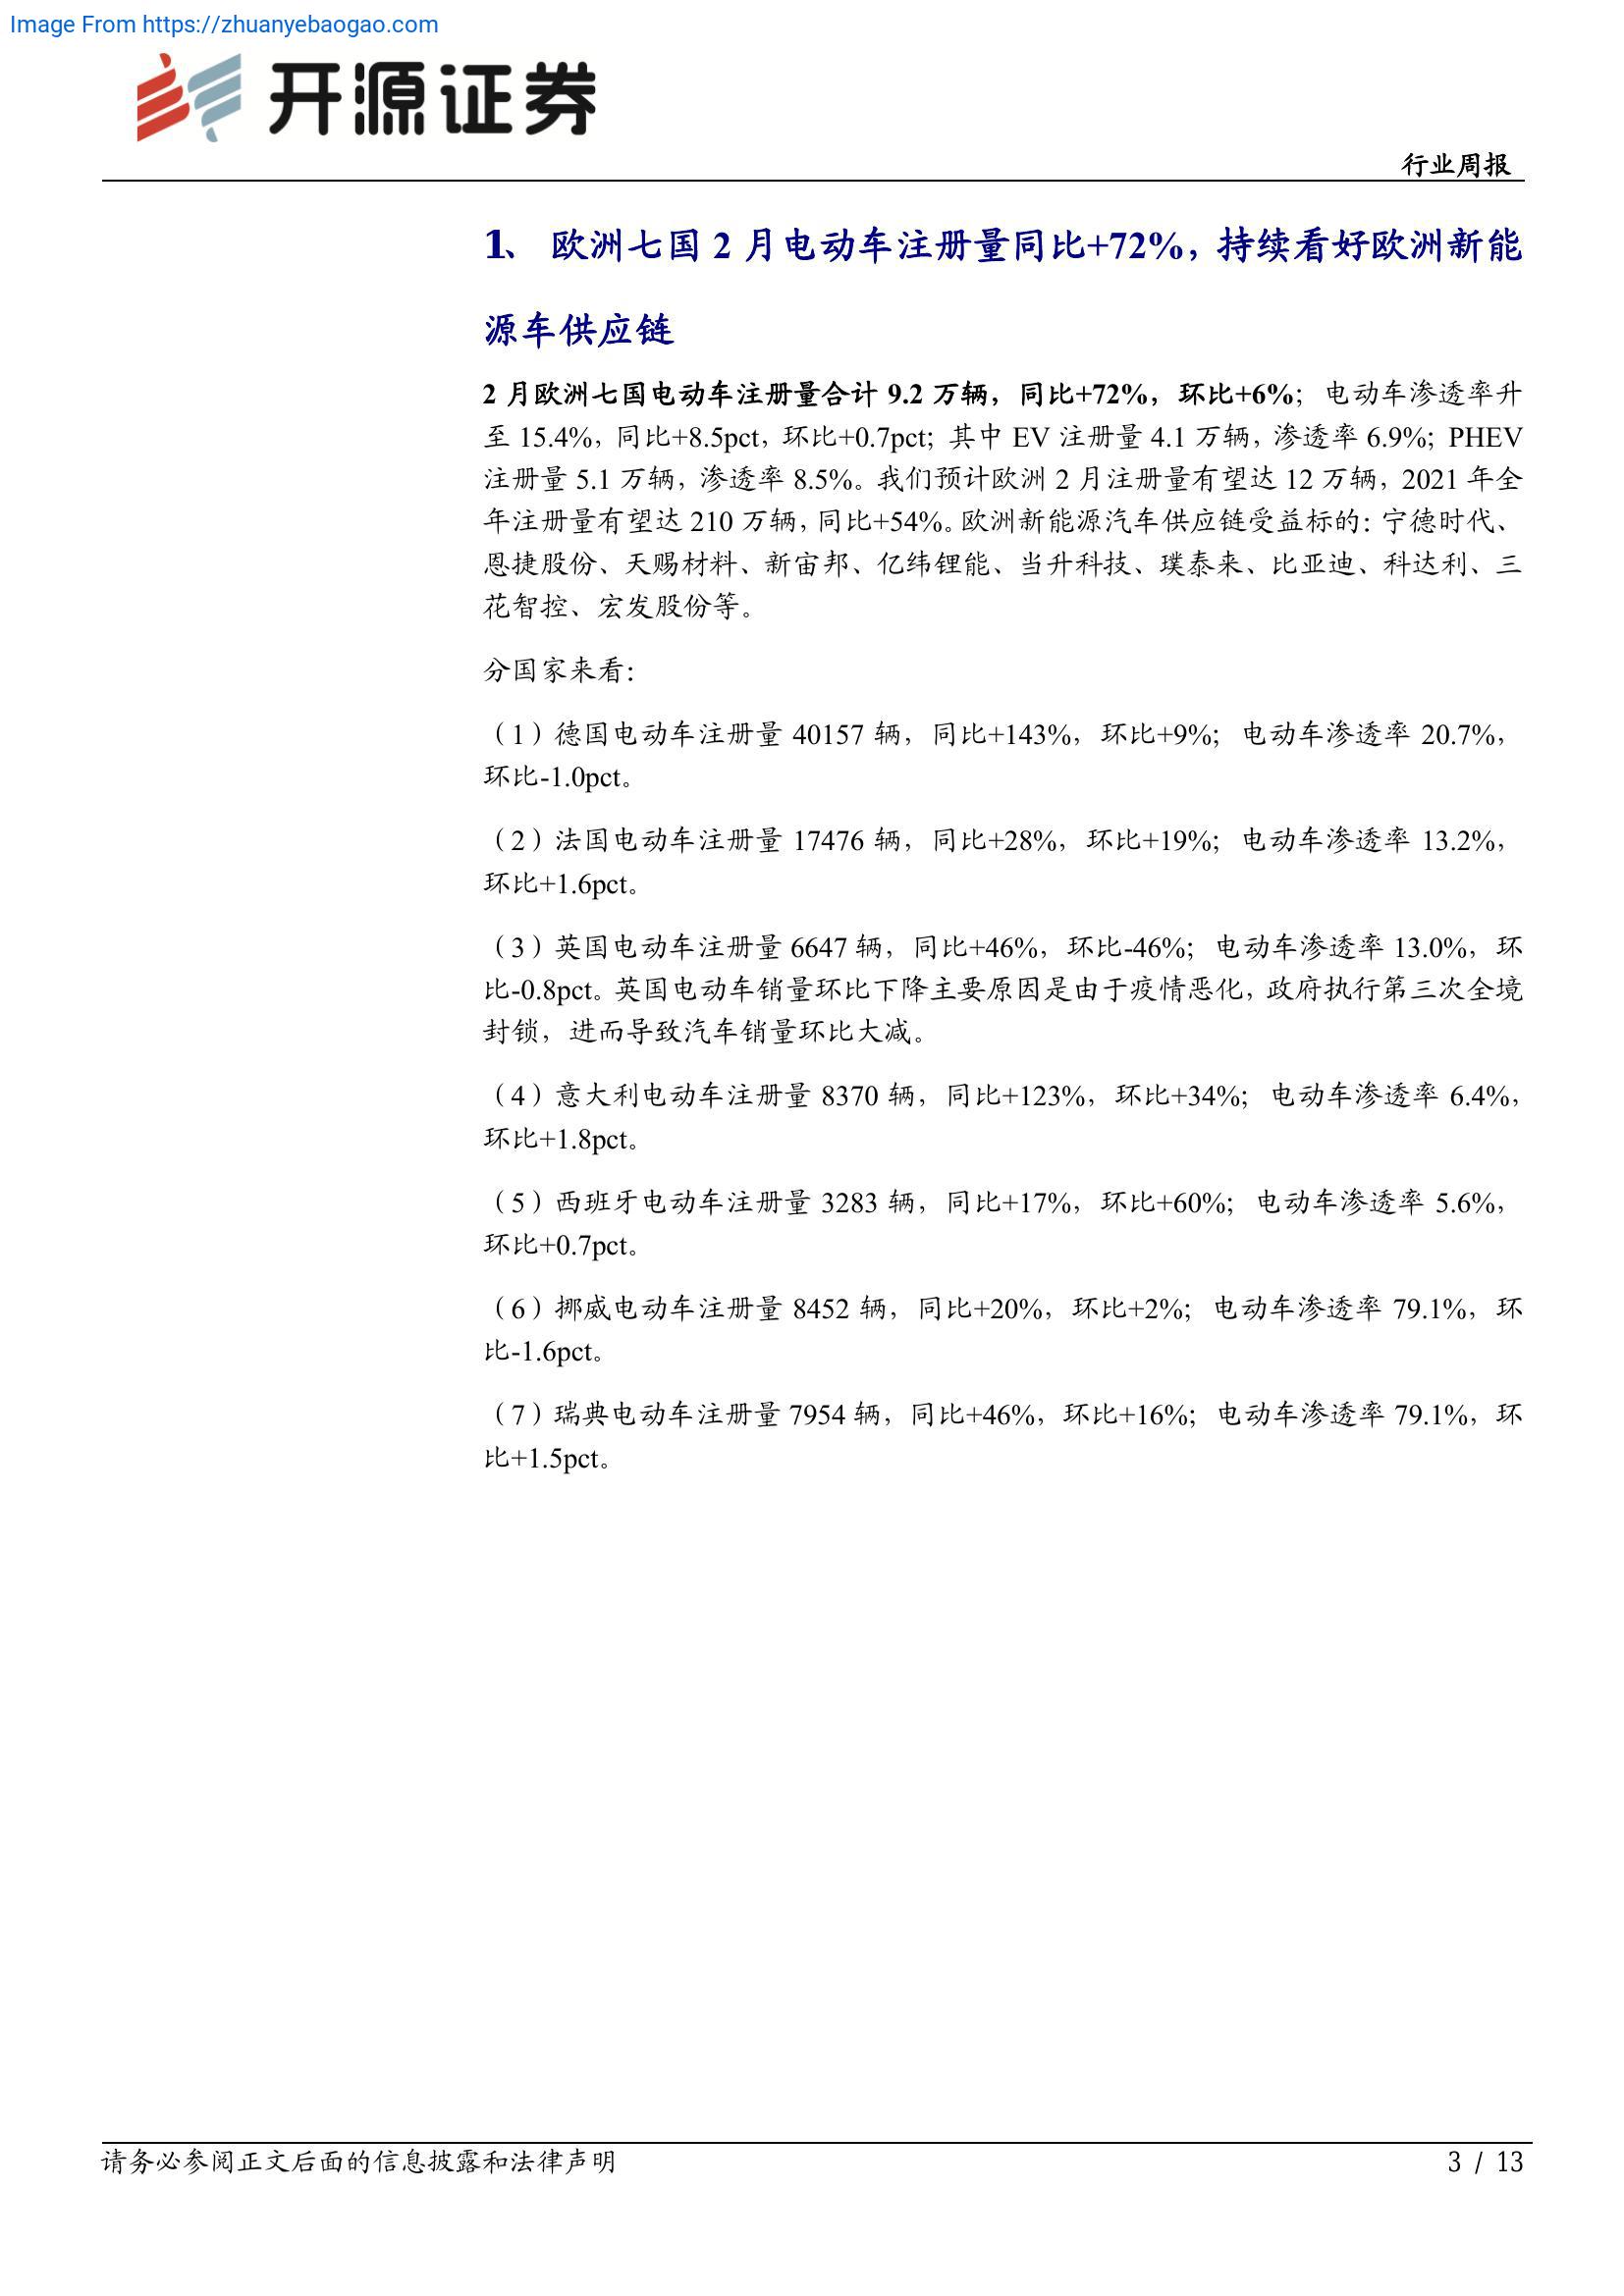 Image From https://zhuanyebaogao.com
开源证券
行业周报
1、 欧洲七国 2 月电动车注册量同比+72%，持续看好欧洲新能
源车供应链
2 月欧洲七国电动车注册量合计 9.2 万辆，同比+72%，环比+6%；电动车渗透率升
至 15.4%，同比+8.5pct，环比+0.7pct；其中 EV 注册量 4.1 万辆，渗透率 6.9%；PHEV
注册量 5.1 万辆，渗透率 8.5%。我们预计欧洲 2 月注册量有望达 12 万辆，2021 年全
年注册量有望达 210 万辆，同比+54%。欧洲新能源汽车供应链受益标的：宁德时代、
恩捷股份、天赐材料、新宙邦、亿纬锂能、当升科技、璞泰来、比亚迪、科达利、三
花智控、宏发股份等。
分国家来看：
（1）德国电动车注册量 40157 辆，同比+143%，环比+9%；电动车渗透率 20.7%，
环比-1.0pct。
（2）法国电动车注册量 17476 辆，同比+28%，环比+19%；电动车渗透率 13.2%，
环比+1.6pct。
（3）英国电动车注册量 6647 辆，同比+46%，环比-46%；电动车渗透率 13.0%，环
比-0.8pct。英国电动车销量环比下降主要原因是由于疫情恶化，政府执行第三次全境
封锁，进而导致汽车销量环比大减。
（4）意大利电动车注册量 8370 辆，同比+123%，环比+34%；电动车渗透率 6.4%，
环比+1.8pct。
（5）西班牙电动车注册量 3283 辆，同比+17%，环比+60%；电动车渗透率 5.6%，
环比+0.7pct。
（6）挪威电动车注册量 8452 辆，同比+20%，环比+2%；电动车渗透率 79.1%，环
比-1.6pct。
（7）瑞典电动车注册量 7954 辆，同比+46%，环比+16%；电动车渗透率 79.1%，环
比+1.5pct。
请务必参阅正文后面的信息披露和法律声明
3 / 13